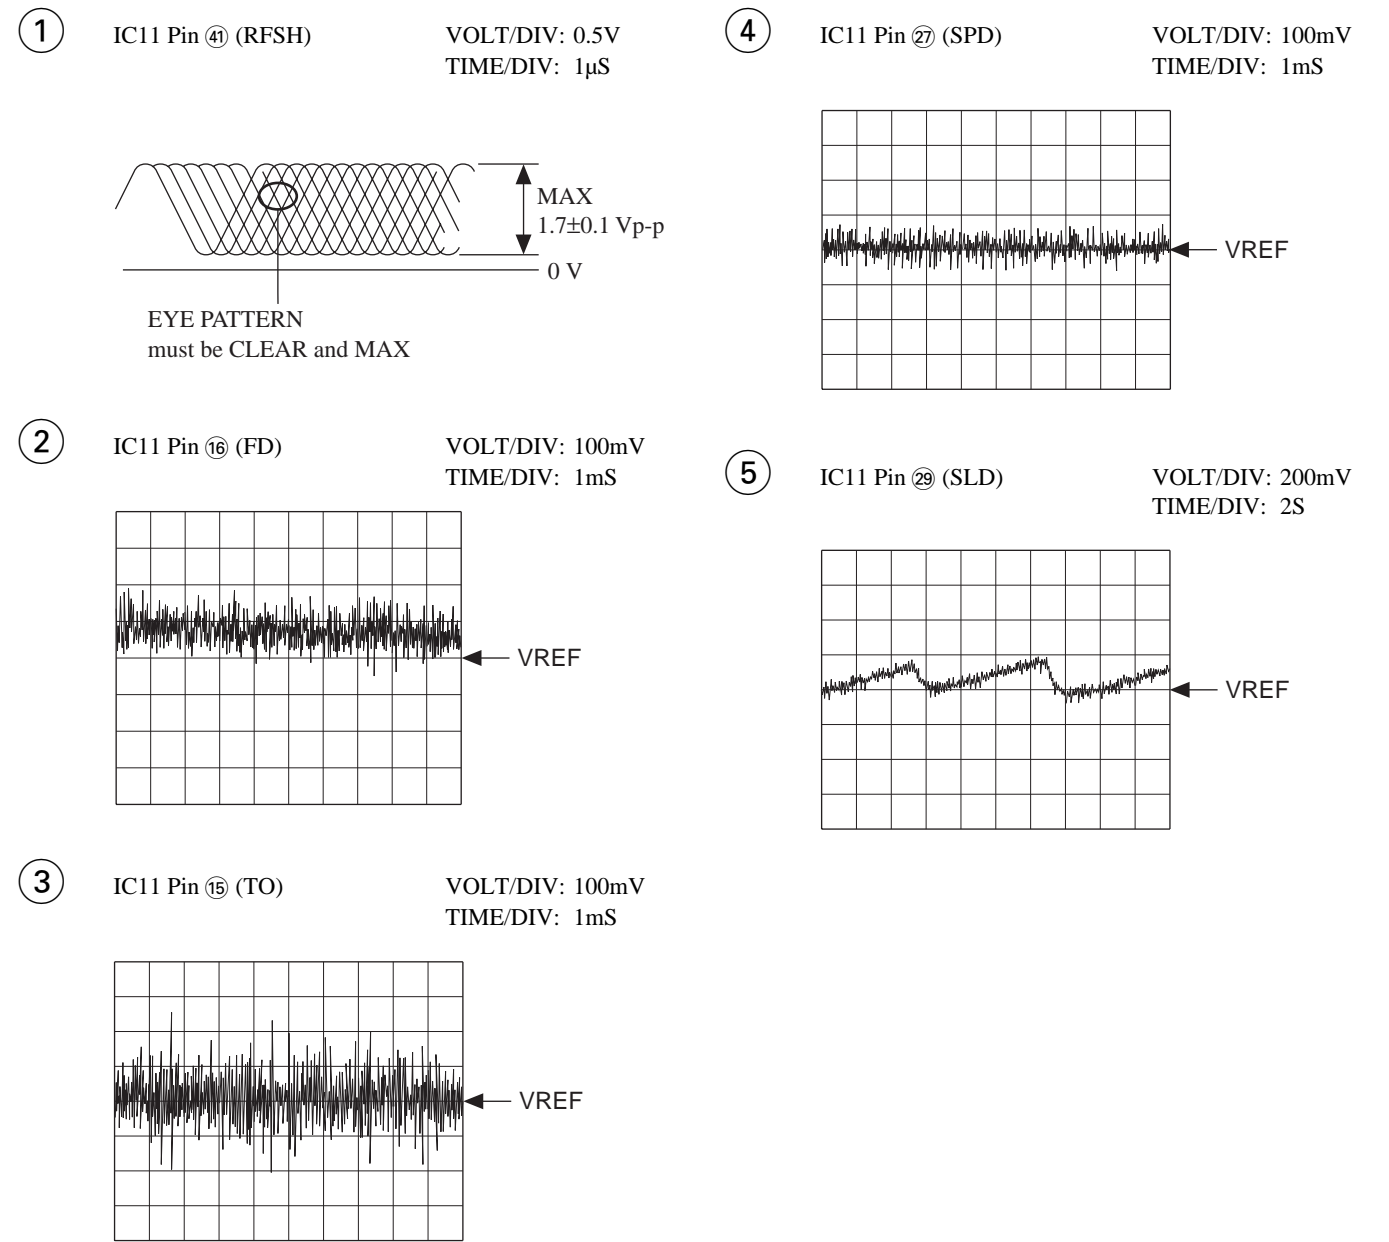 1
IC11 Pin 41 (RFSH)
VOLT/DIV: 0.5V
TIME/DIV: 1µS
MAX
1.7±0.1 Vp-p
0 V
EYE PATTERN
must be CLEAR and MAX
2
IC11 Pin 16 (FD)
VOLT/DIV: 100mV
TIME/DIV: 1mS
VREF
3
IC11 Pin 15 (TO)
VOLT/DIV: 100mV
TIME/DIV: 1mS
VREF
4
IC11 Pin 27 (SPD)
VOLT/DIV: 100mV
TIME/DIV: 1mS
VREF
5
IC11 Pin 29 (SLD)
VOLT/DIV: 200mV
TIME/DIV: 2S
VREF